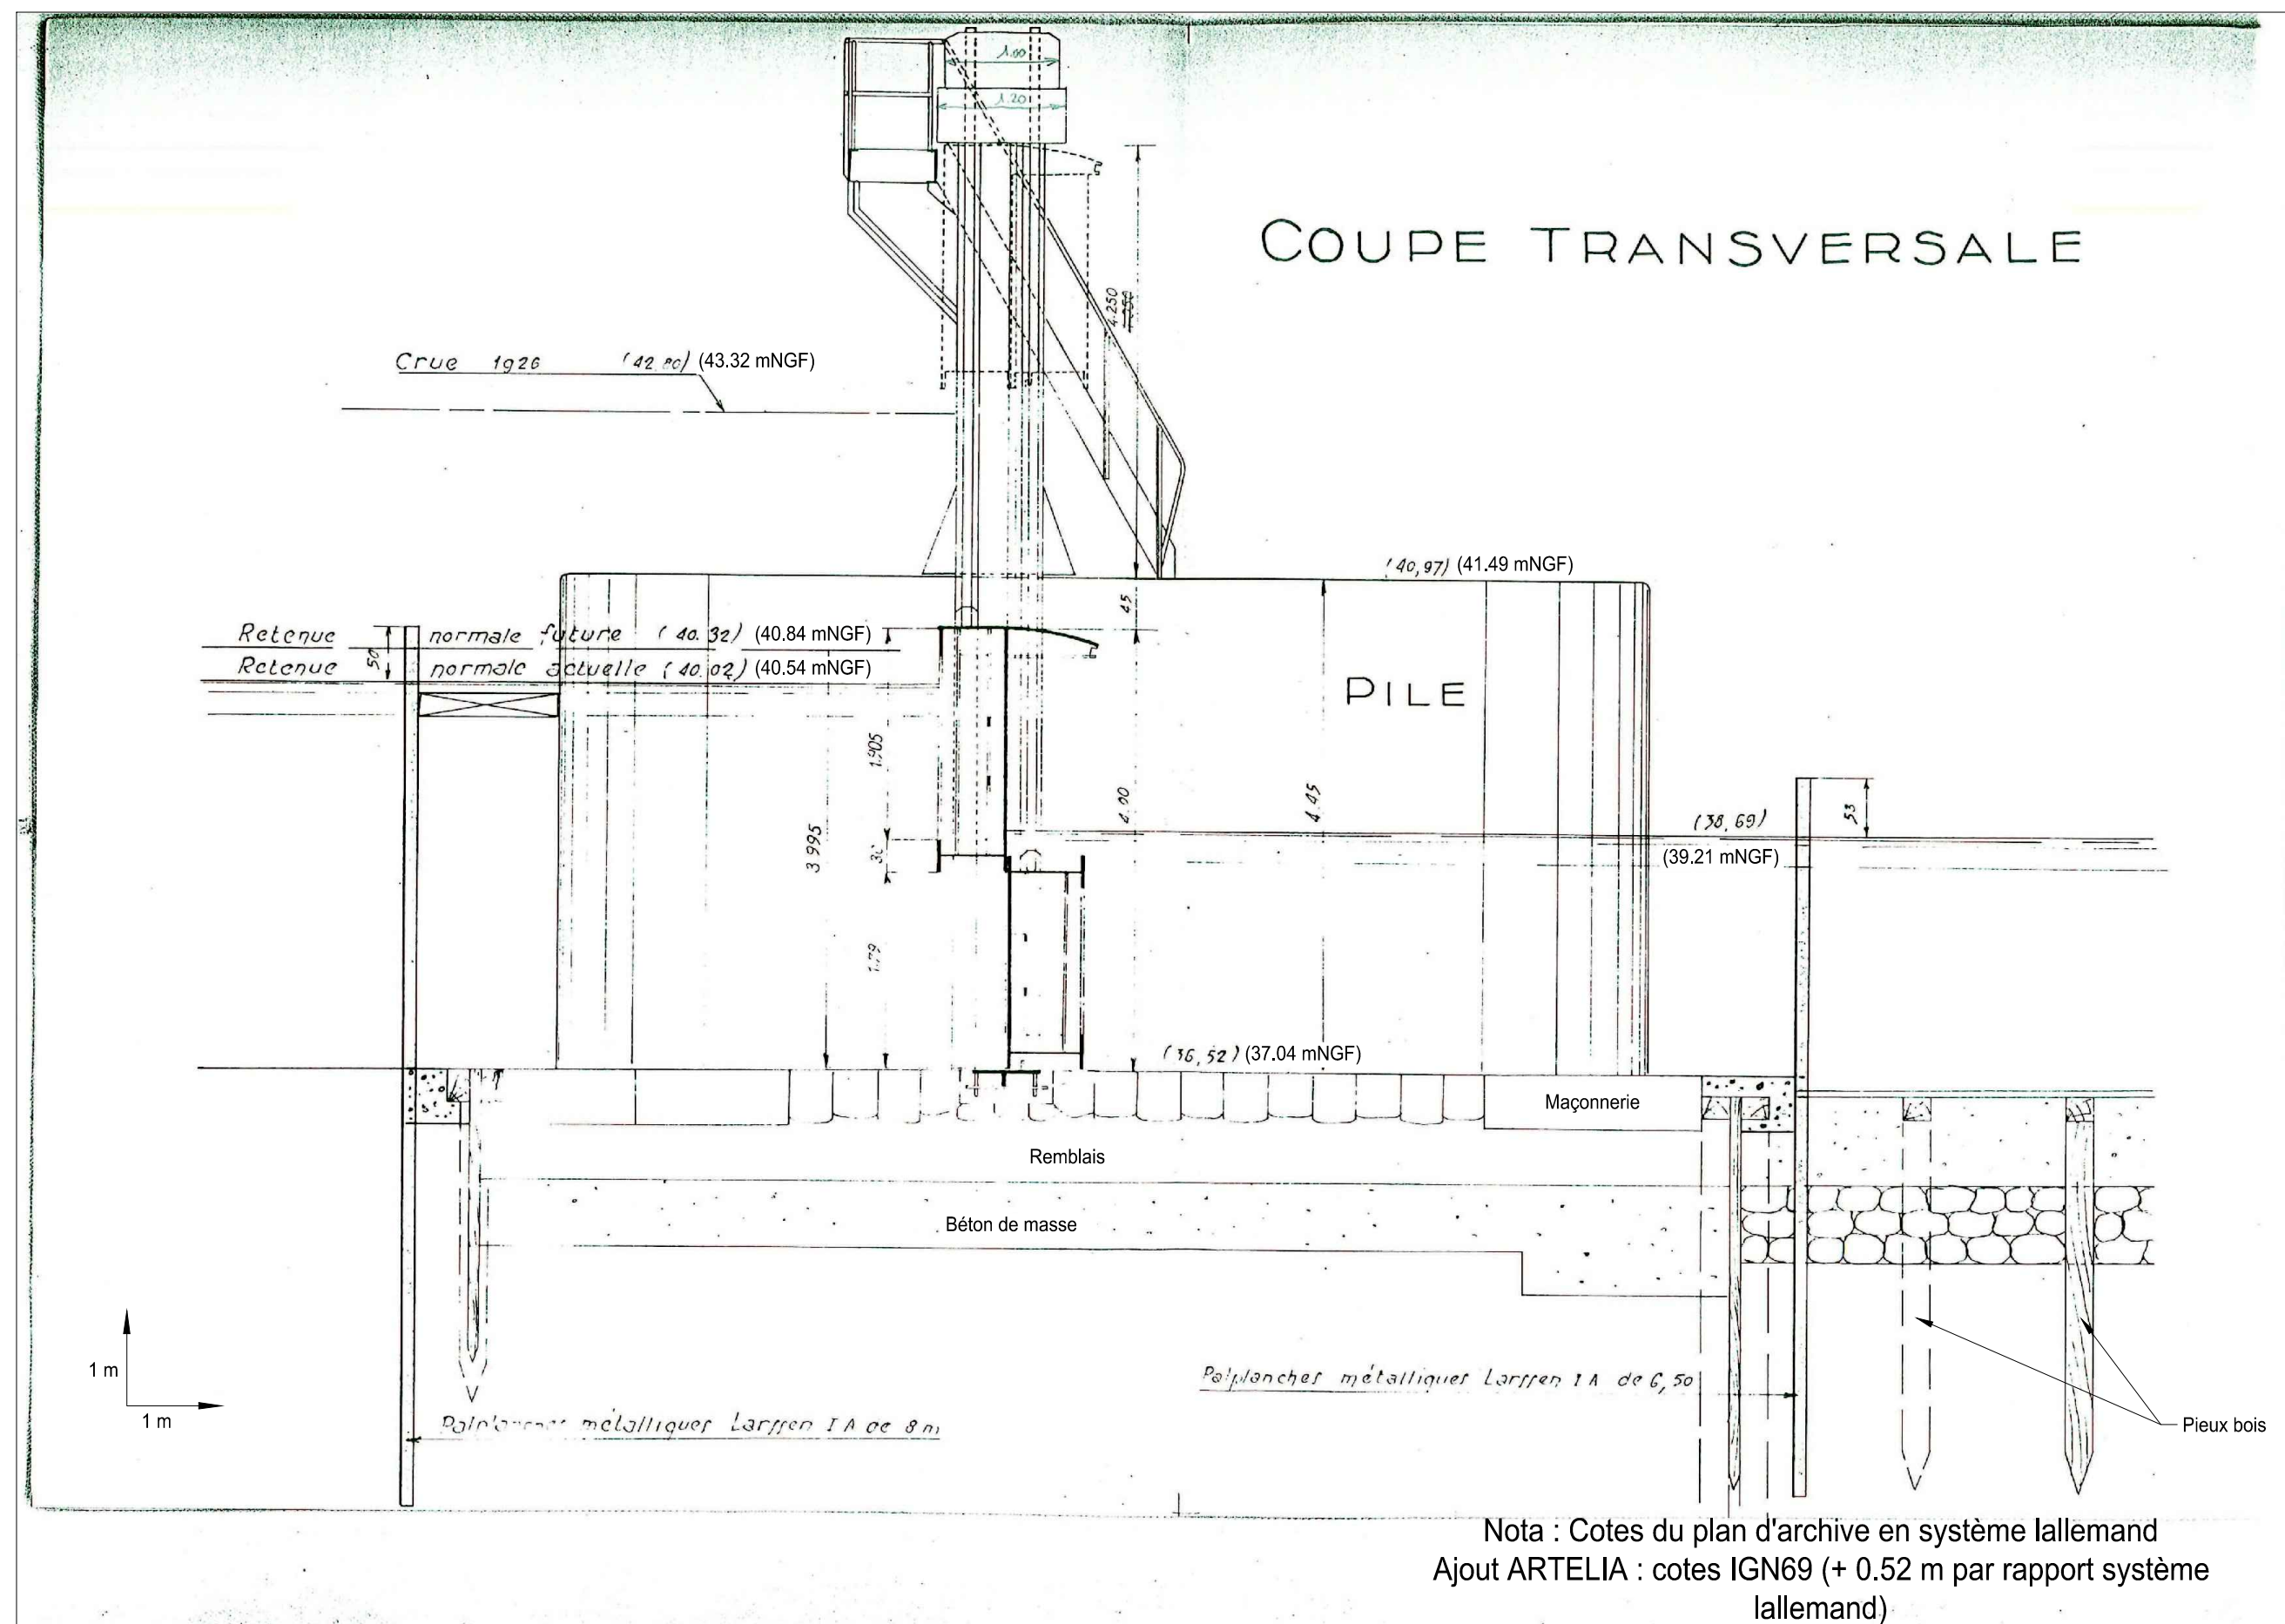 1.00
1.20
COUPE TRANSVERSALE
4.250
Crue 1926 (42.80) (43.32 mNGF)
(40,97) (41.49 mNGF)
45
Retenue normale future (40.32) (40.84 mNGF)
50
Retenue normale actuelle (40.02) (40.54 mNGF)
PILE
1.905
4.00
4.45
53
(38,69)
3.995
30
(39.21 mNGF)
1.79
(36,52) (37.04 mNGF)
Maçonnerie
Remblais
Béton de masse
1 m
1 m
Palplanches métalliques Larssen I A de 6,50
Palplanches métalliques Larssen I A de 8 m
Pieux bois
Nota : Cotes du plan d'archive en système lallemand
Ajout ARTELIA : cotes IGN69 (+ 0.52 m par rapport système
lallemand)